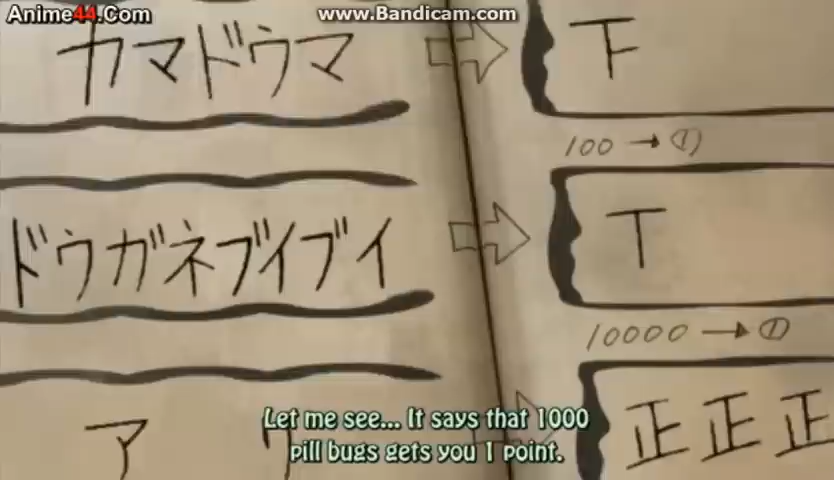 Anime44.Com
www.Bandicam.com
カマドウマ
下
100 → ①
ドウガネブイブイ
丅
10000 → ①
ア
正正正
Let me see... It says that 1000
pill bugs gets you 1 point.